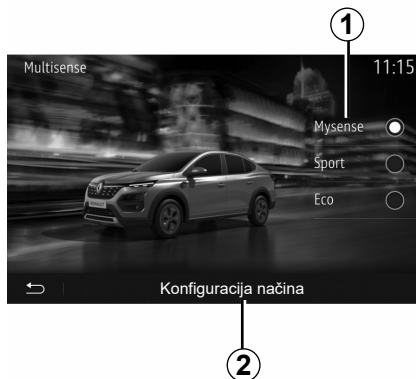 1
Multisense
11:15
Mysense
Sport
Eco
Konfiguracija načina
2